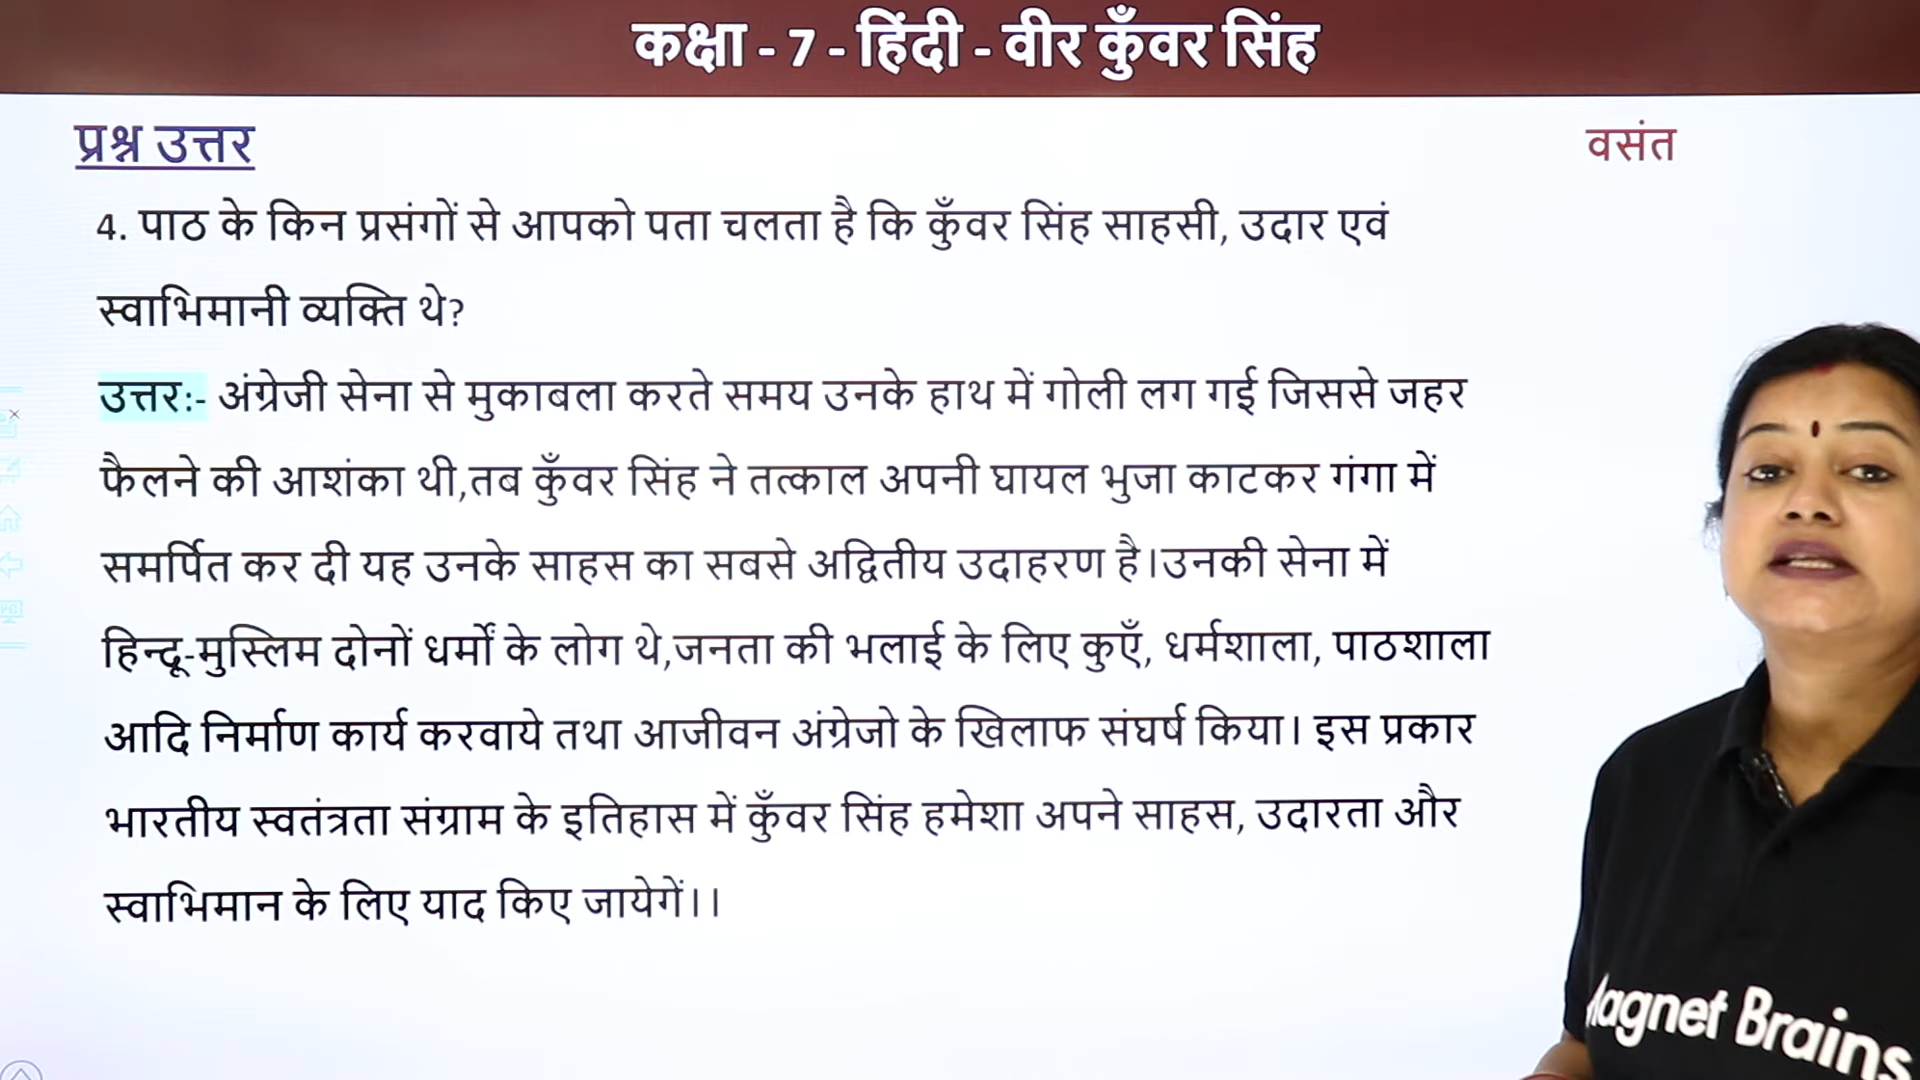 कक्षा - 7 - हिंदी - वीर कुँवर सिंह
प्रश्न उत्तर
वसंत
4. पाठ के किन प्रसंगों से आपको पता चलता है कि कुँवर सिंह साहसी, उदार एवं
स्वाभिमानी व्यक्ति थे?
उत्तर:- अंग्रेजी सेना से मुकाबला करते समय उनके हाथ में गोली लग गई जिससे जहर
फैलने की आशंका थी,तब कुँवर सिंह ने तत्काल अपनी घायल भुजा काटकर गंगा में
समर्पित कर दी यह उनके साहस का सबसे अद्वितीय उदाहरण है।उनकी सेना में
हिन्दू-मुस्लिम दोनों धर्मों के लोग थे,जनता की भलाई के लिए कुएँ, धर्मशाला, पाठशाला
आदि निर्माण कार्य करवाये तथा आजीवन अंग्रेजो के खिलाफ संघर्ष किया। इस प्रकार
भारतीय स्वतंत्रता संग्राम के इतिहास में कुँवर सिंह हमेशा अपने साहस, उदारता और
स्वाभिमान के लिए याद किए जायेगें।।
Magnet Brains